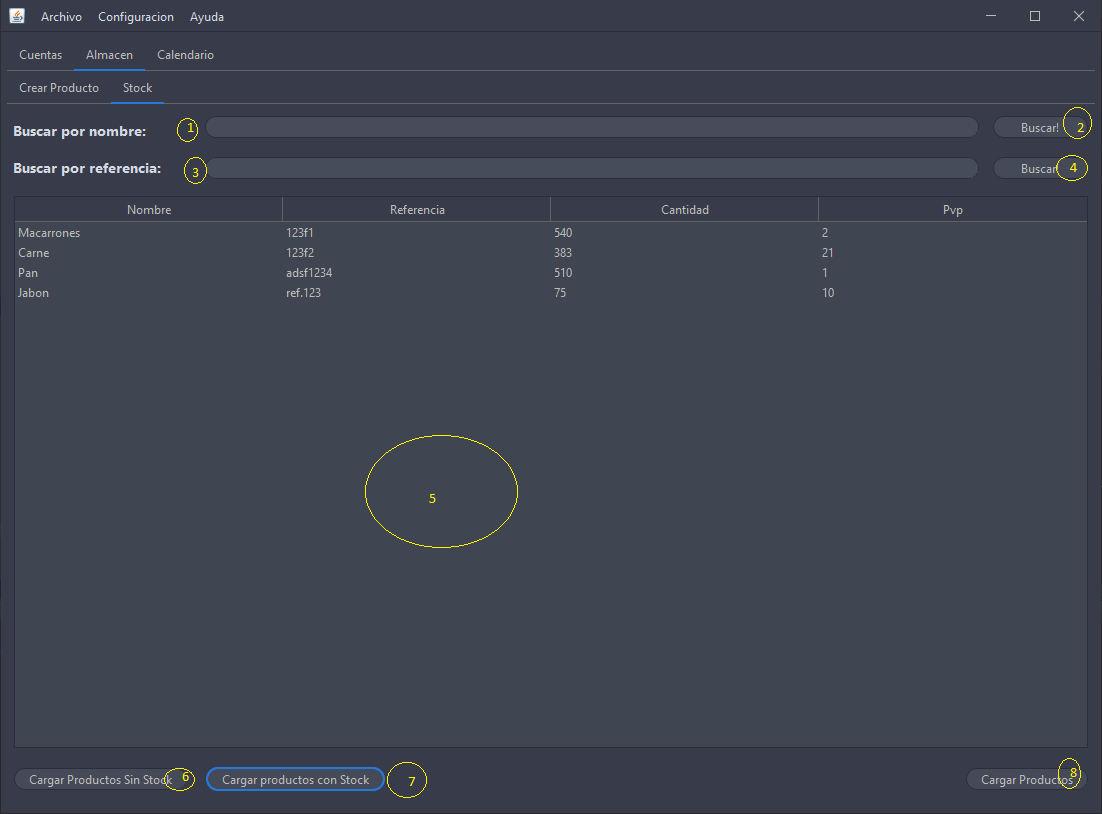 Archivo Configuracion Ayuda
Cuentas Almacen Calendario
Crear Producto Stock
Buscar por nombre: 1 Buscar! 2
Buscar por referencia: 3 Buscar 4
Nombre Referencia Cantidad Pvp
Macarrones 123f1 540 2
Carne 123f2 383 21
Pan adsf1234 510 1
Jabon ref.123 75 10
5
Cargar Productos Sin Stock 6 Cargar productos con Stock 7 Cargar Productos 8